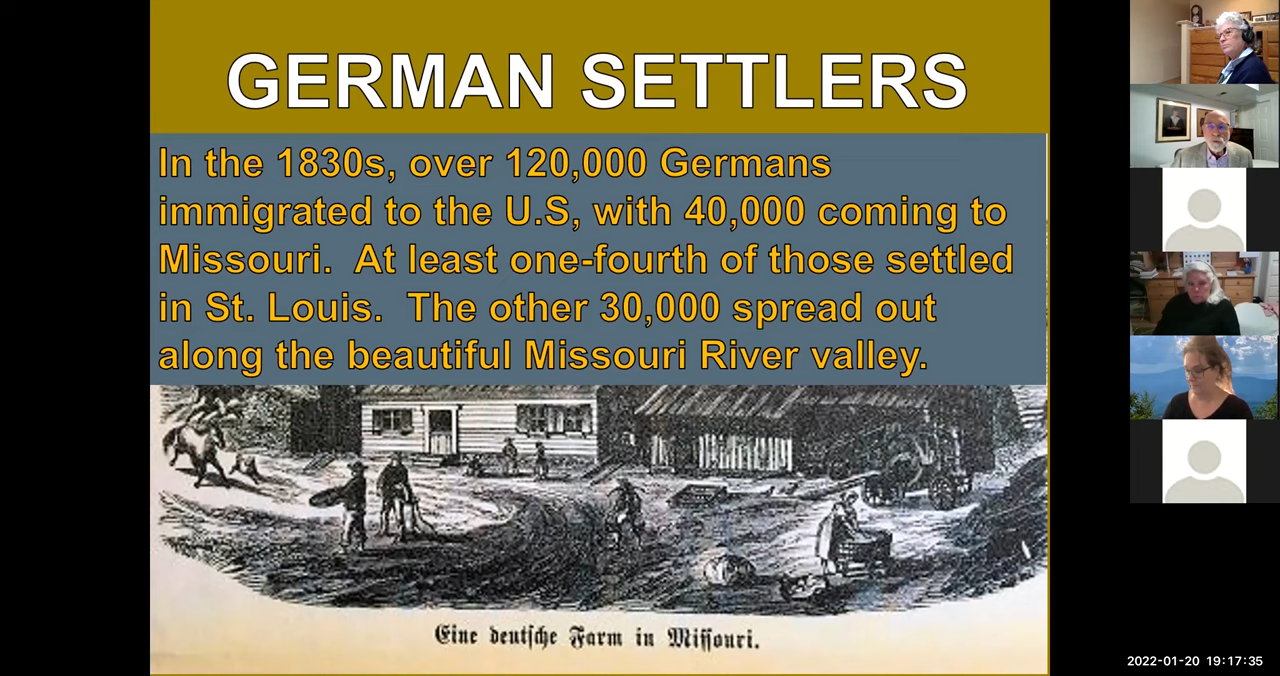 GERMAN SETTLERS
In the 1830s, over 120,000 Germans
immigrated to the U.S, with 40,000 coming to
Missouri.  At least one-fourth of those settled
in St. Louis.  The other 30,000 spread out
along the beautiful Missouri River valley.
Eine deutſche Farm in Miſſouri.
2022-01-20 19:17:35